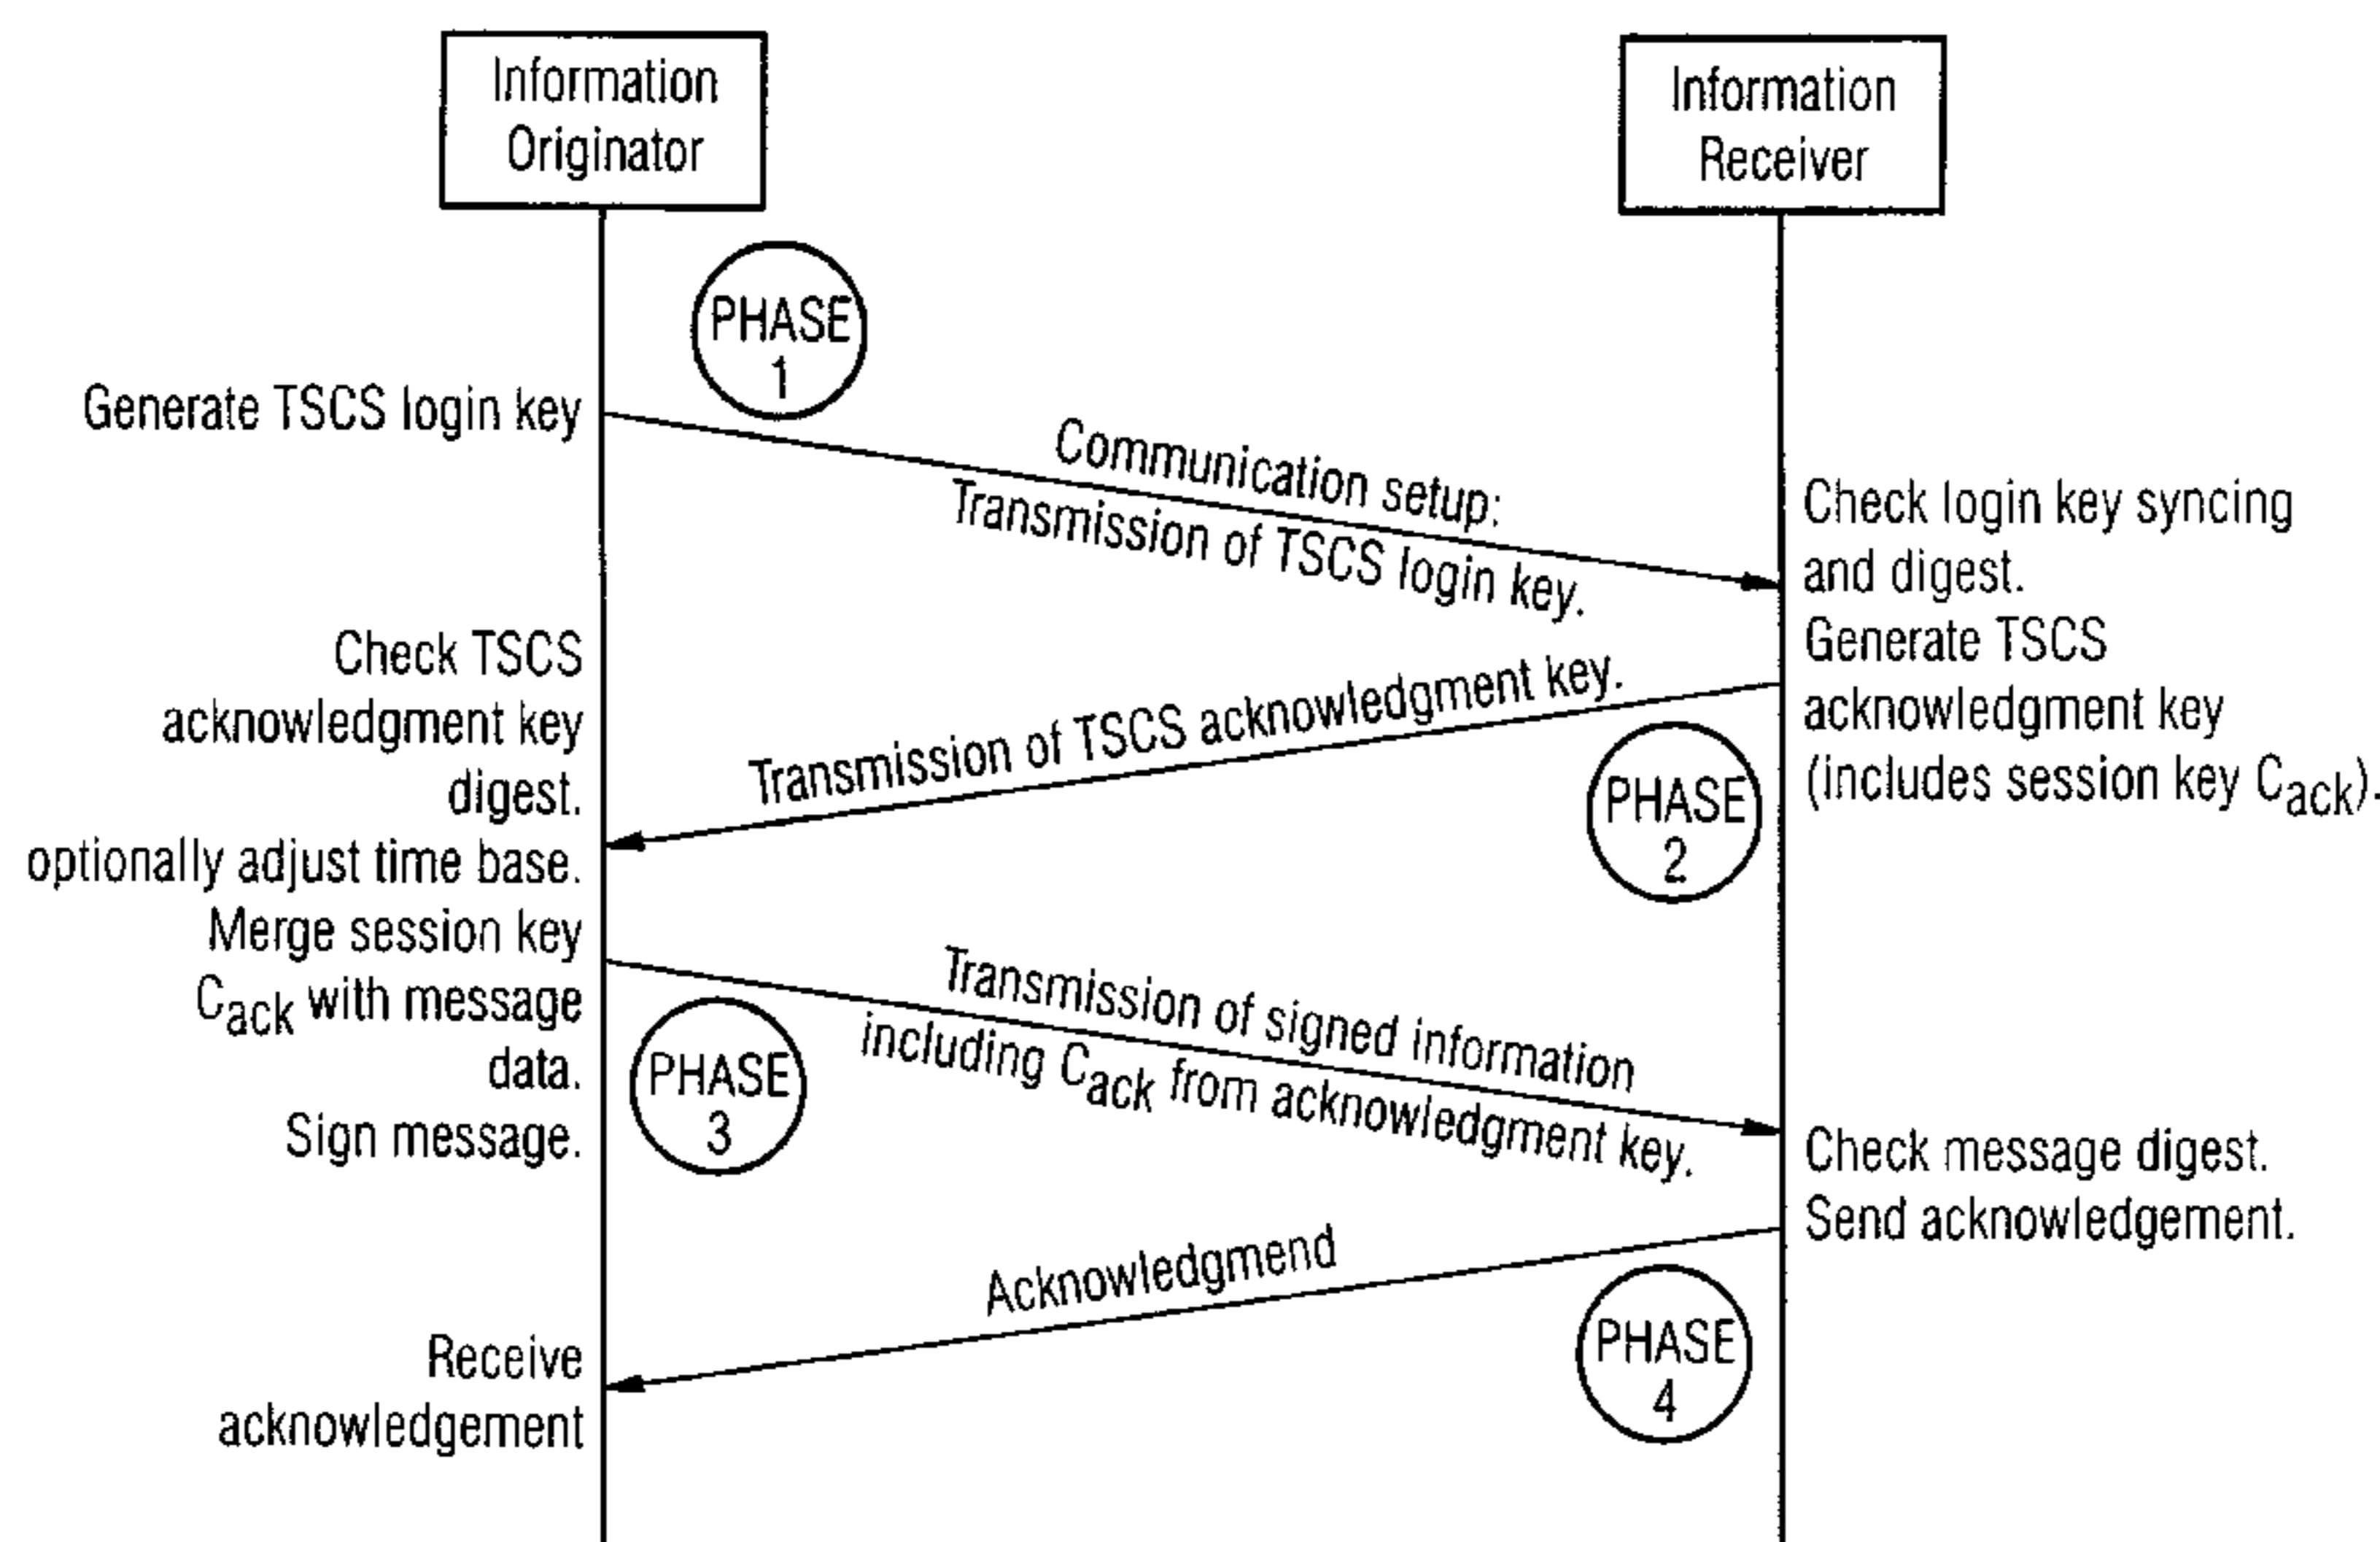 Information
Originator
Information
Receiver
PHASE
1
Generate TSCS login key
Communication setup:
Transmission of TSCS login key.
Check login key syncing
and digest.
Generate TSCS
acknowledgment key
(includes session key Cack).
Transmission of TSCS acknowledgment key.
PHASE
2
Check TSCS
acknowledgment key
digest.
optionally adjust time base.
Merge session key
Cack with message
data.
Sign message.
PHASE
3
Transmission of signed information
including Cack from acknowledgment key.
Check message digest.
Send acknowledgement.
Acknowledgmend
PHASE
4
Receive
acknowledgement